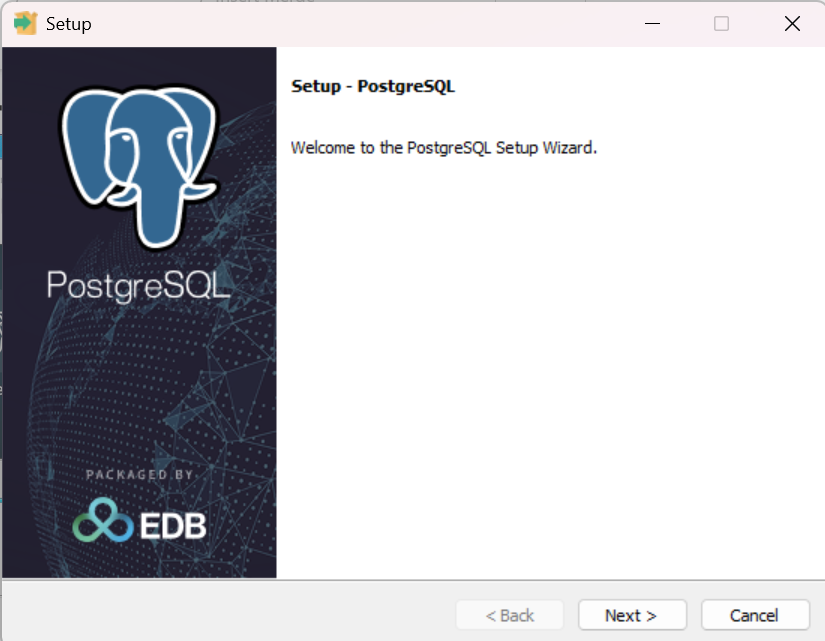 Setup
Setup - PostgreSQL
Welcome to the PostgreSQL Setup Wizard.
PostgreSQL
PACKAGED BY
EDB
< Back
Next >
Cancel